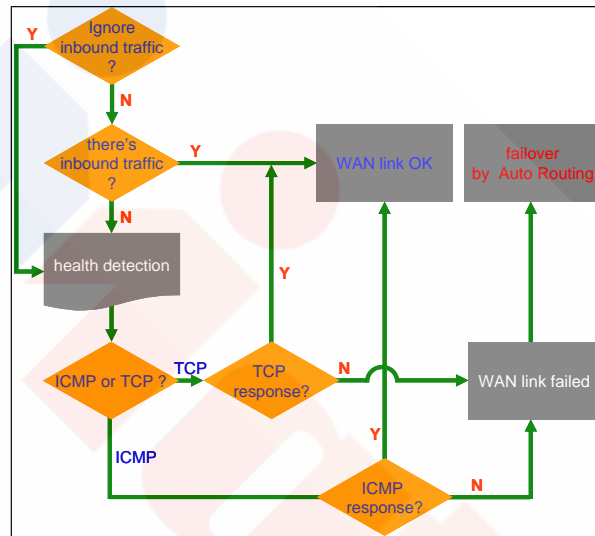 Ignore
inbound traffic
?
Y
N
there's
inbound traffic
?
Y
WAN link OK
failover
by Auto Routing
N
health detection
Y
ICMP or TCP ?
TCP
TCP
response?
N
WAN link failed
ICMP
Y
ICMP
response?
N